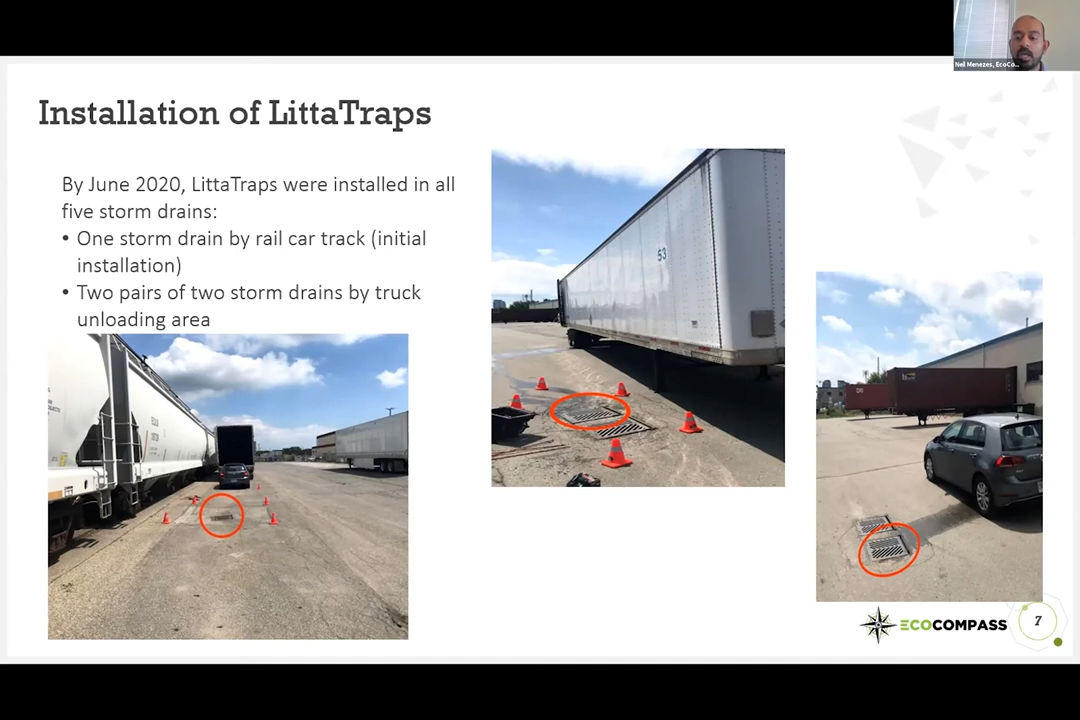 Neil Menezes, EcoCo...
Installation of LittaTraps
By June 2020, LittaTraps were installed in all
five storm drains:
• One storm drain by rail car track (initial
installation)
• Two pairs of two storm drains by truck
unloading area
53
ECOCOMPASS
7